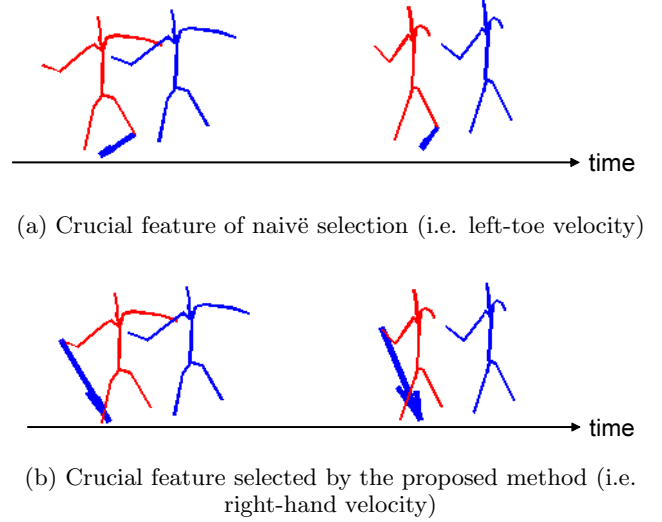 time
(a) Crucial feature of naivë selection (i.e. left-toe velocity)
time
(b) Crucial feature selected by the proposed method (i.e.
right-hand velocity)